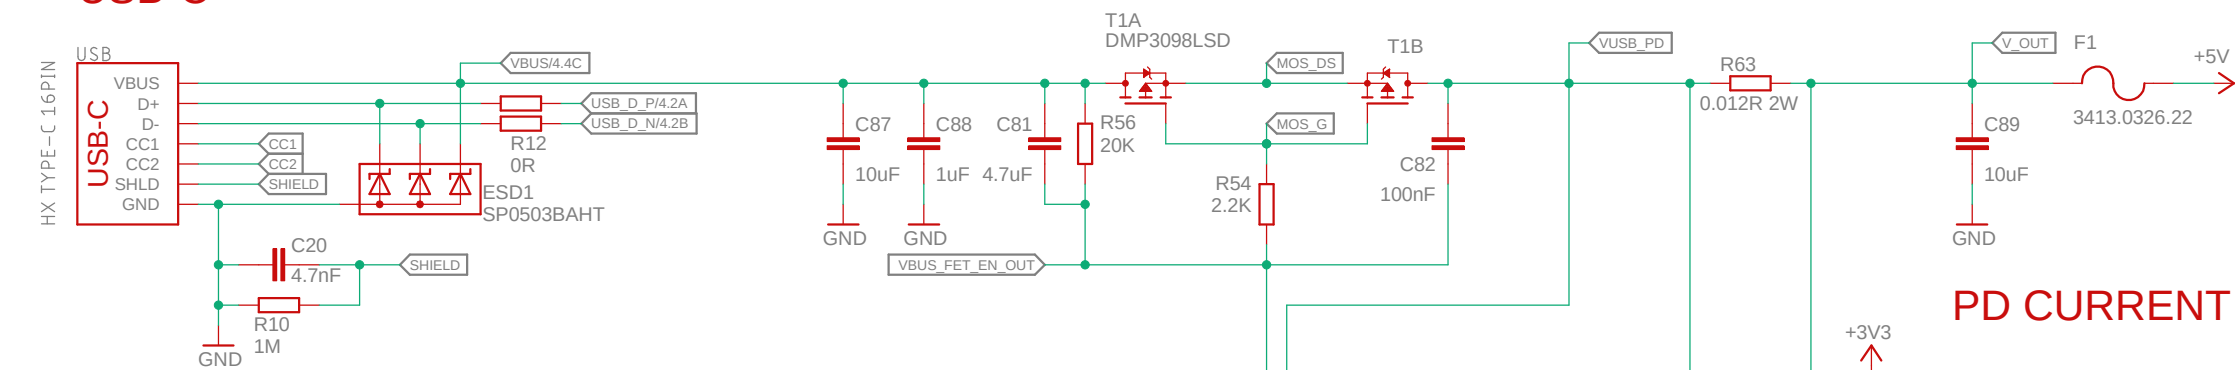 USB
HX TYPE-C 16PIN
USB-C
VBUS
D+
D-
CC1
CC2
SHLD
GND
VBUS/4.4C
USB_D_P/4.2A
USB_D_N/4.2B
R12
0R
CC1
CC2
SHIELD
ESD1
SP0503BAHT
C20
4.7nF
SHIELD
R10
1M
GND
C87
10uF
GND
C88
1uF
GND
C81
4.7uF
R56
20K
VBUS_FET_EN_OUT
T1A
DMP3098LSD
MOS_DS
T1B
MOS_G
R54
2.2K
C82
100nF
VUSB_PD
R63
0.012R 2W
V_OUT
F1
3413.0326.22
+5V
C89
10uF
GND
PD CURRENT
+3V3